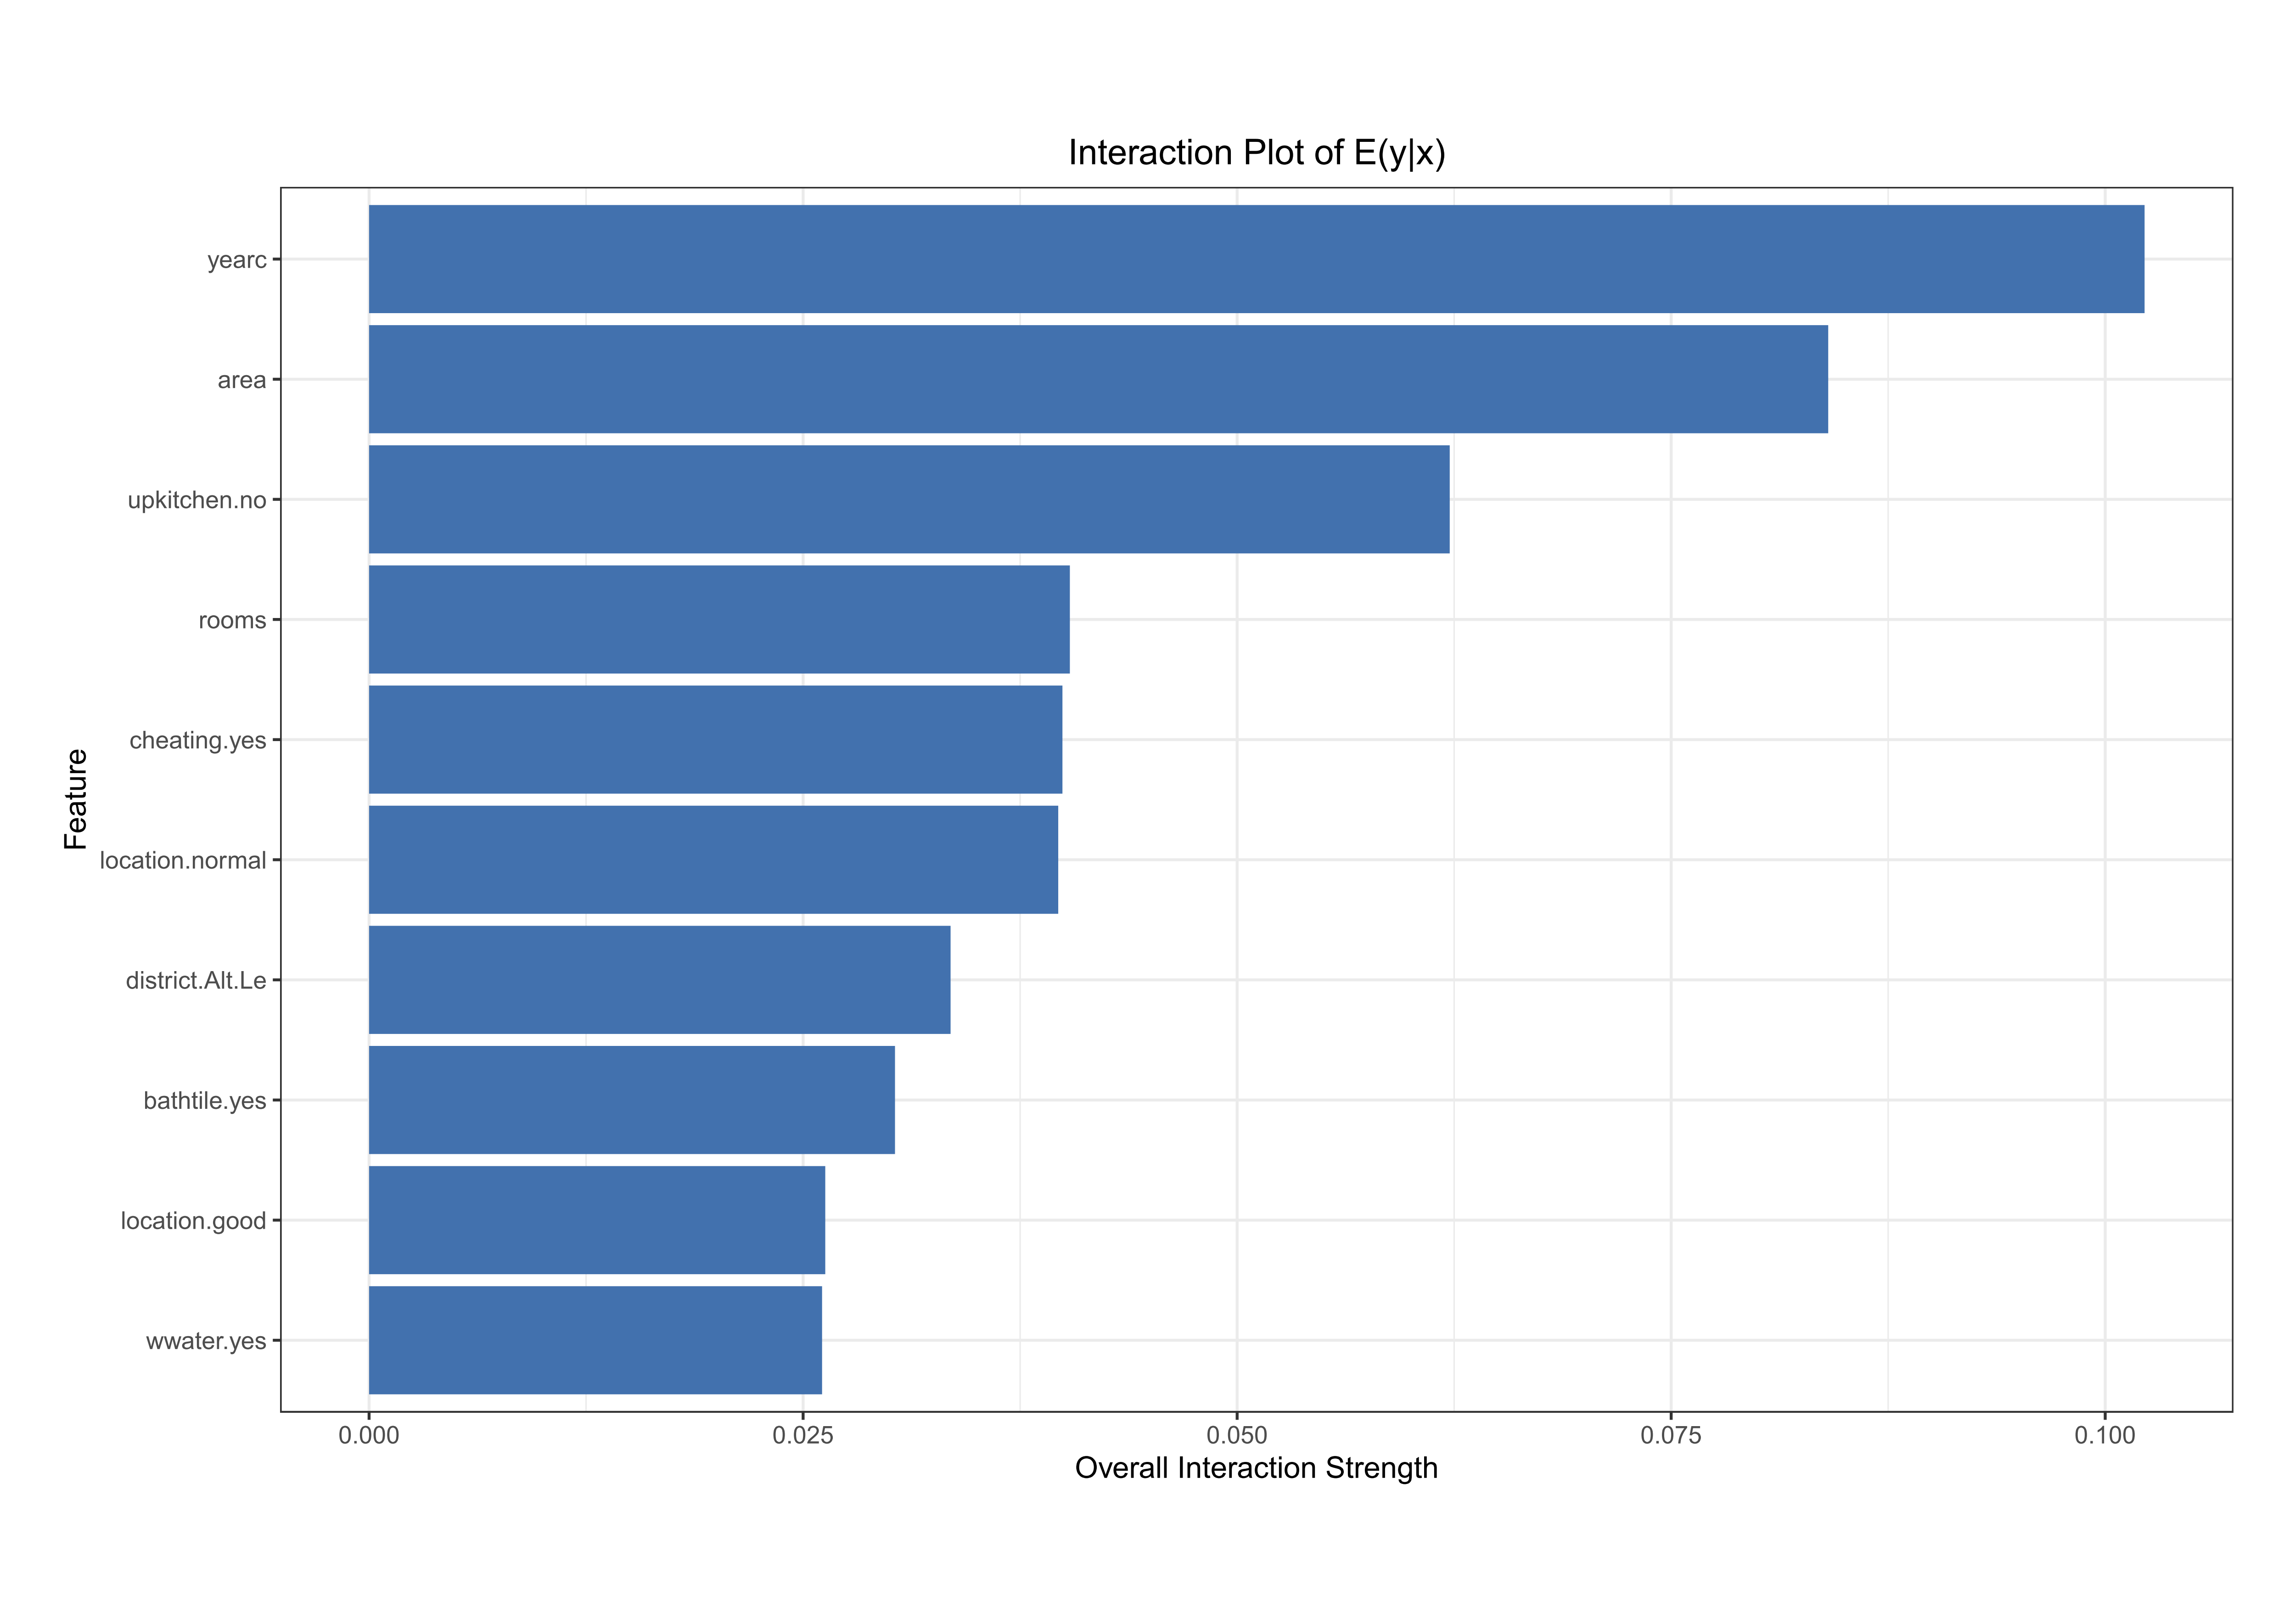 Interaction Plot of E(y|x)
Feature
yearc
area
upkitchen.no
rooms
cheating.yes
location.normal
district.Alt.Le
bathtile.yes
location.good
wwater.yes
0.000 0.025 0.050 0.075 0.100
Overall Interaction Strength